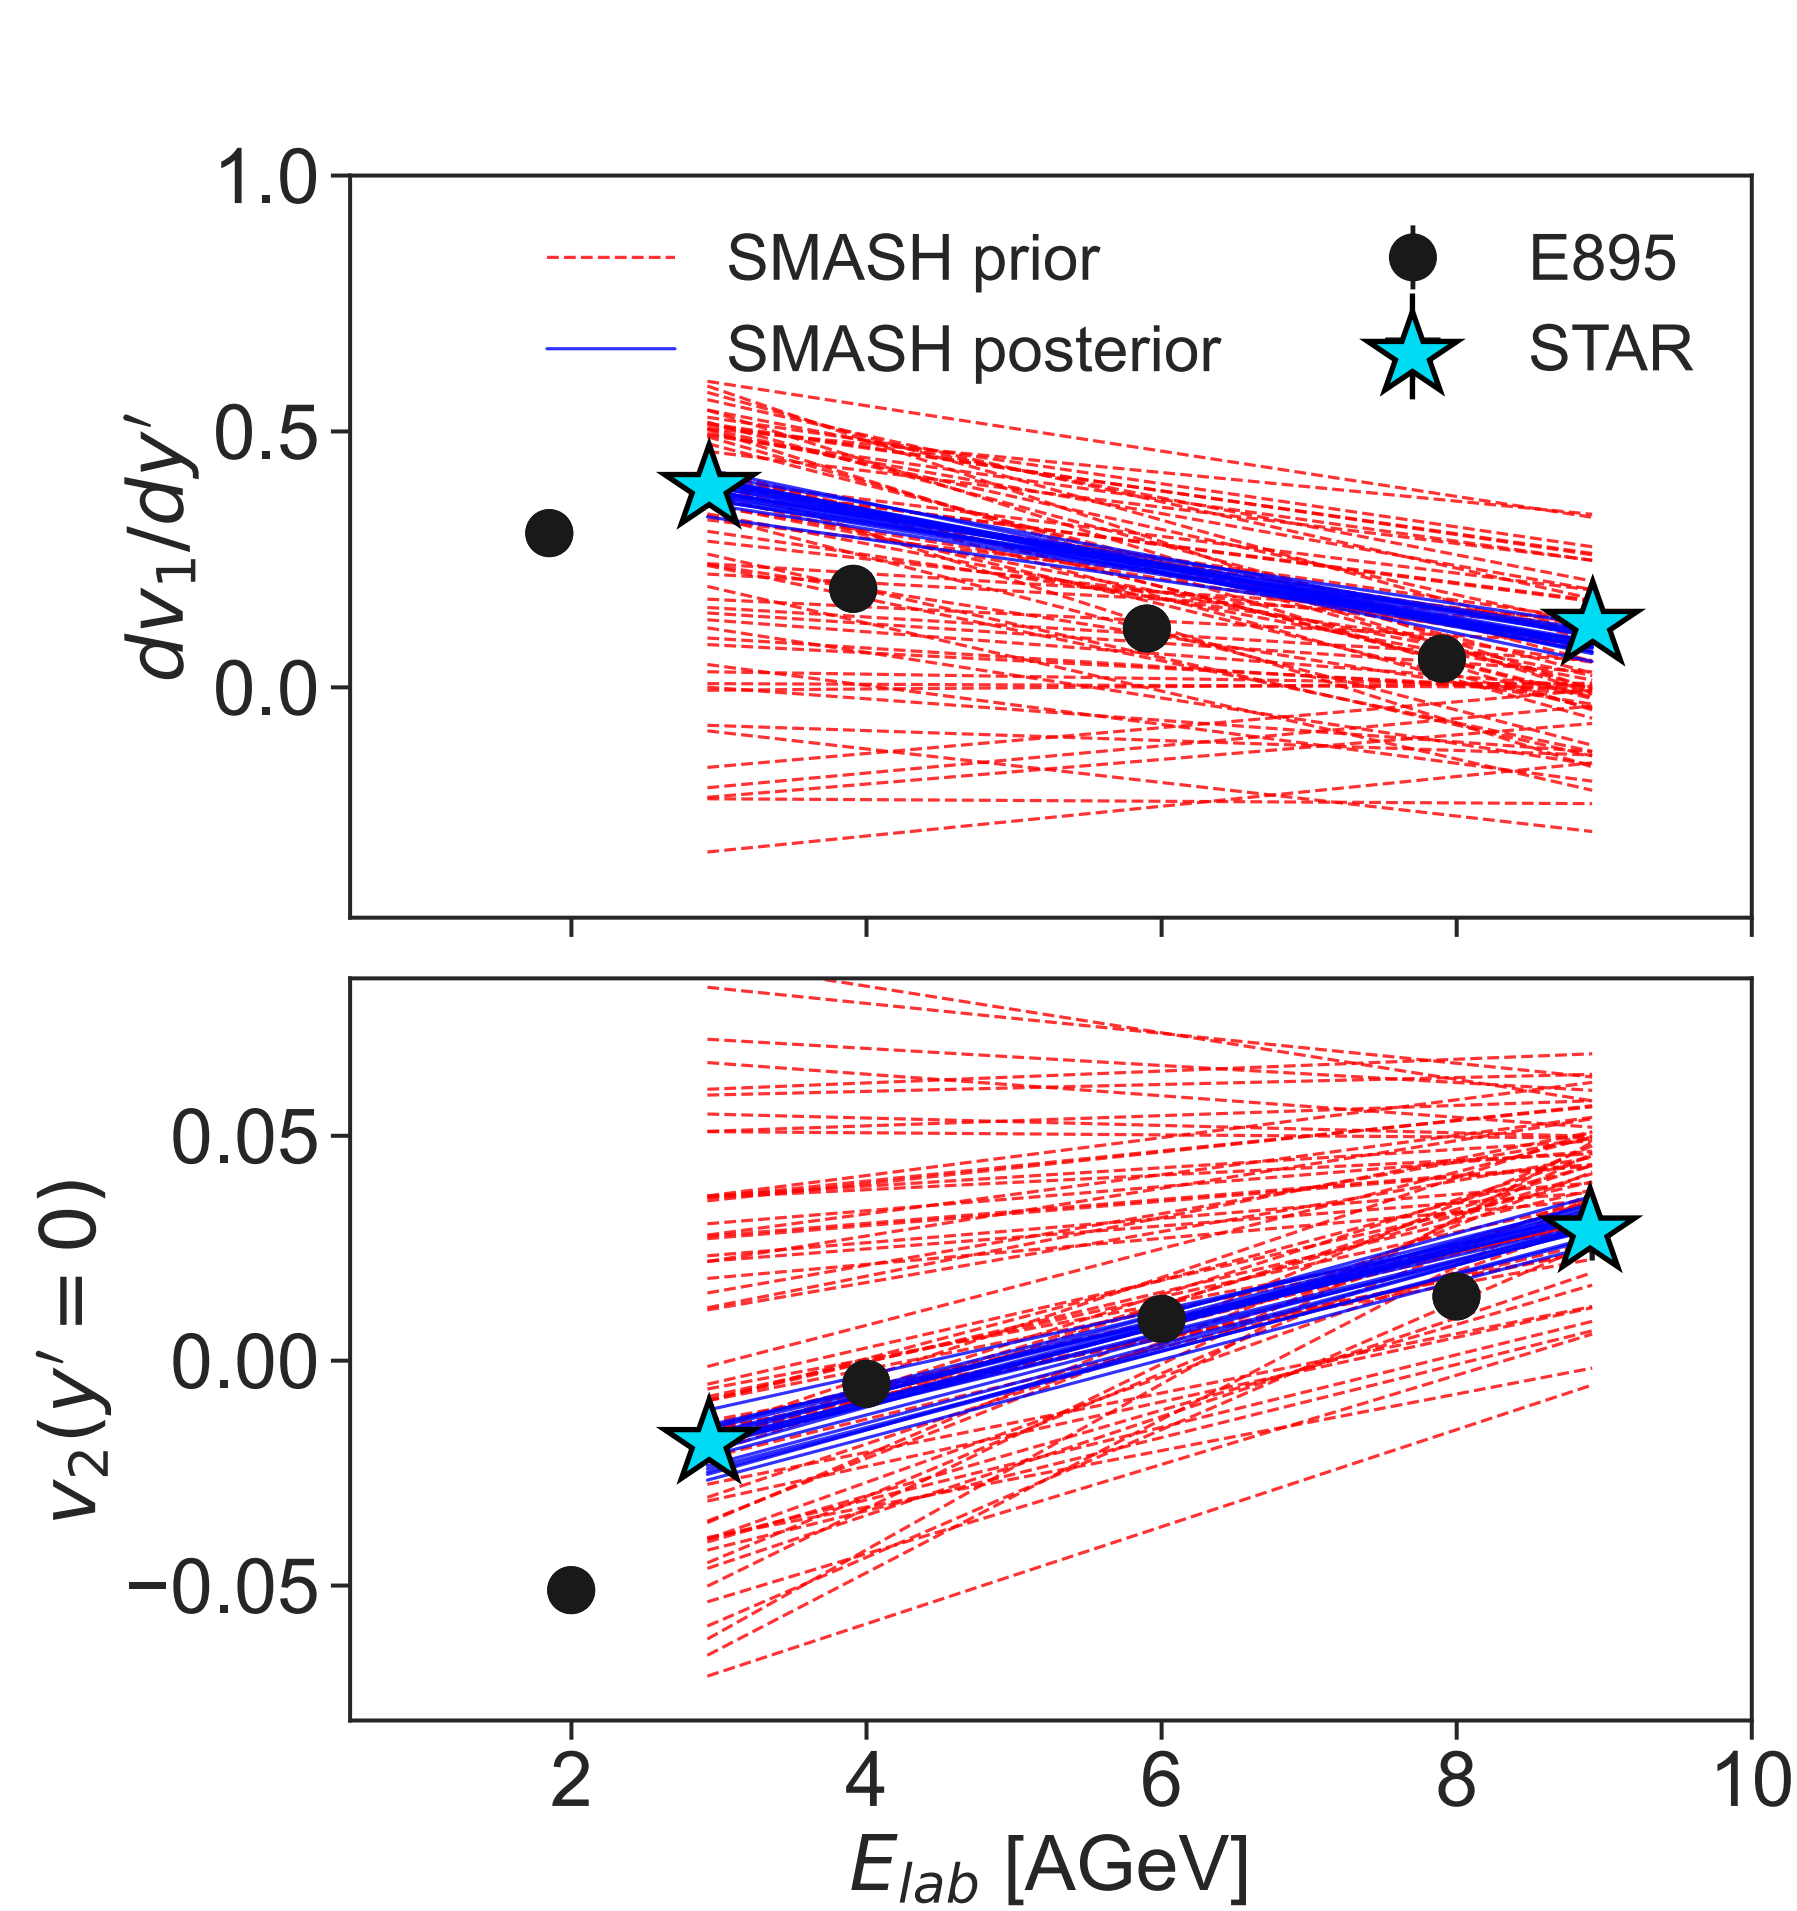 1.0
0.5
0.0
dv₁/dy′
SMASH prior
SMASH posterior
E895
STAR
0.05
0.00
−0.05
v₂(y′ = 0)
2 4 6 8 10
E_lab [AGeV]